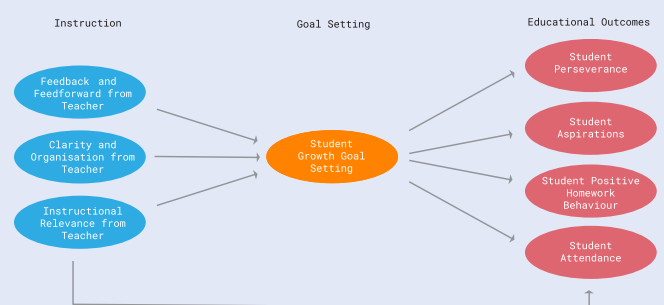 Instruction
Goal Setting
Educational Outcomes
Feedback and
Feedforward from
Teacher
Clarity and
Organisation from
Teacher
Instructional
Relevance from
Teacher
Student
Growth Goal
Setting
Student
Perseverance
Student
Aspirations
Student Positive
Homework
Behaviour
Student
Attendance